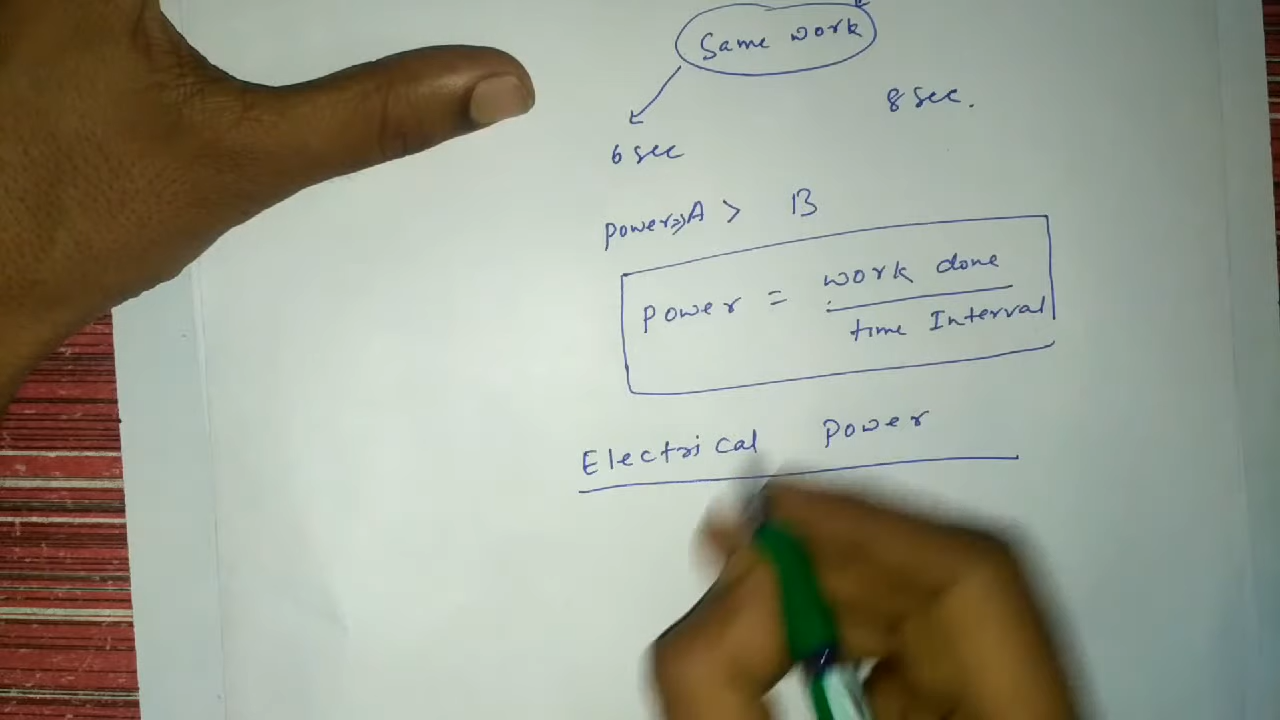 Same work
8 sec.
6 sec
power⇒A > B
Power = work done
time Interval
Electrical Power